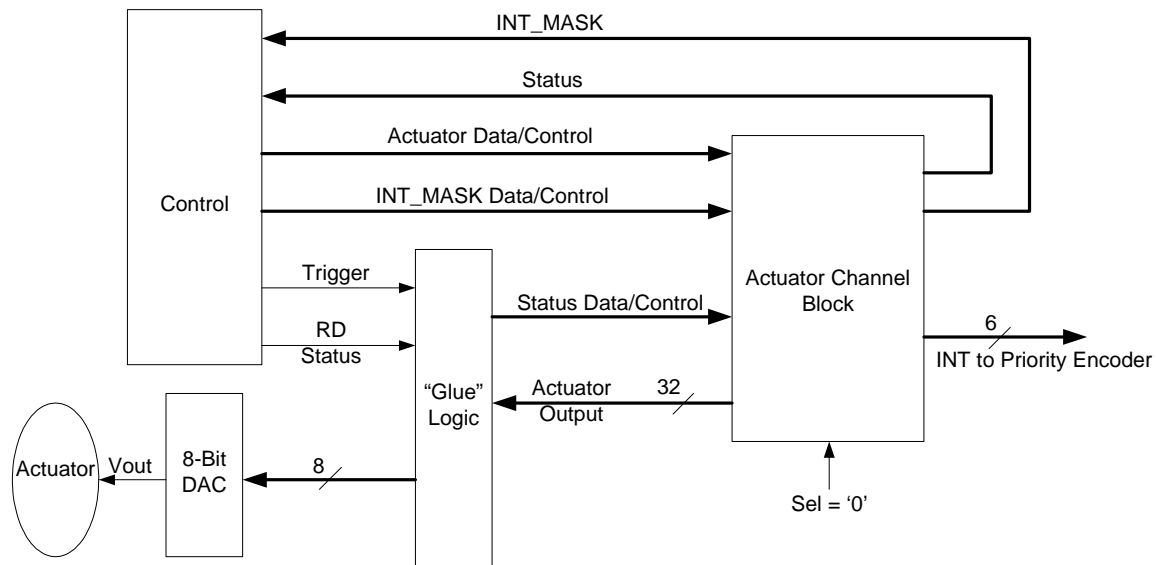 INT_MASK
Status
Actuator Data/Control
INT_MASK Data/Control
Control
Trigger
RD
Status
"Glue"
Logic
Status Data/Control
Actuator Channel
Block
6
INT to Priority Encoder
Actuator
Output
32
Sel = ‘0’
Actuator
Vout
8-Bit
DAC
8